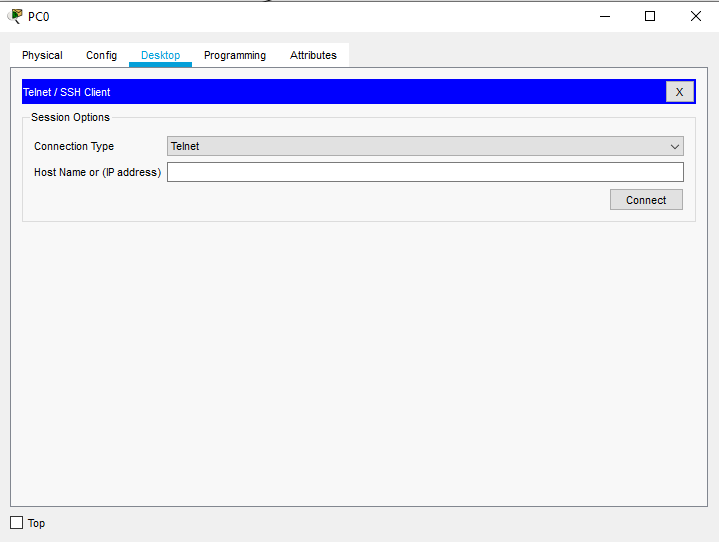 PC0
Physical Config Desktop Programming Attributes
Telnet / SSH Client X
Session Options
Connection Type Telnet
Host Name or (IP address)
Connect
Top